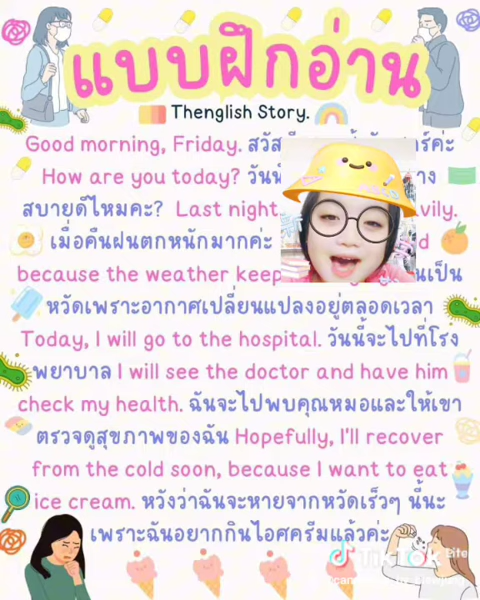 แบบฝึกอ่าน
Thenglish Story.
Good morning, Friday. ค่ะ
How are you today?
สบายดีไหมคะ? Last night
เมื่อคืนฝนตกหนักมากค่ะ
because the weather เป็น
หวัดเพราะอากาศเปลี่ยนแปลงอยู่ตลอดเวลา
Today, I will go to the hospital. วันนี้จะไปที่โรง
พยาบาล I will see the doctor and have him
check my health. ฉันจะไปพบคุณหมอและให้เขา
ตรวจดูสุขภาพของฉัน Hopefully, I'll recover
from the cold soon, because I want to eat
ice cream. หวังว่าฉันจะหายจากหวัดเร็วๆ นี้นะ
เพราะฉันอยากกินไอศครีมแล้วค่ะ
TikTok Lite